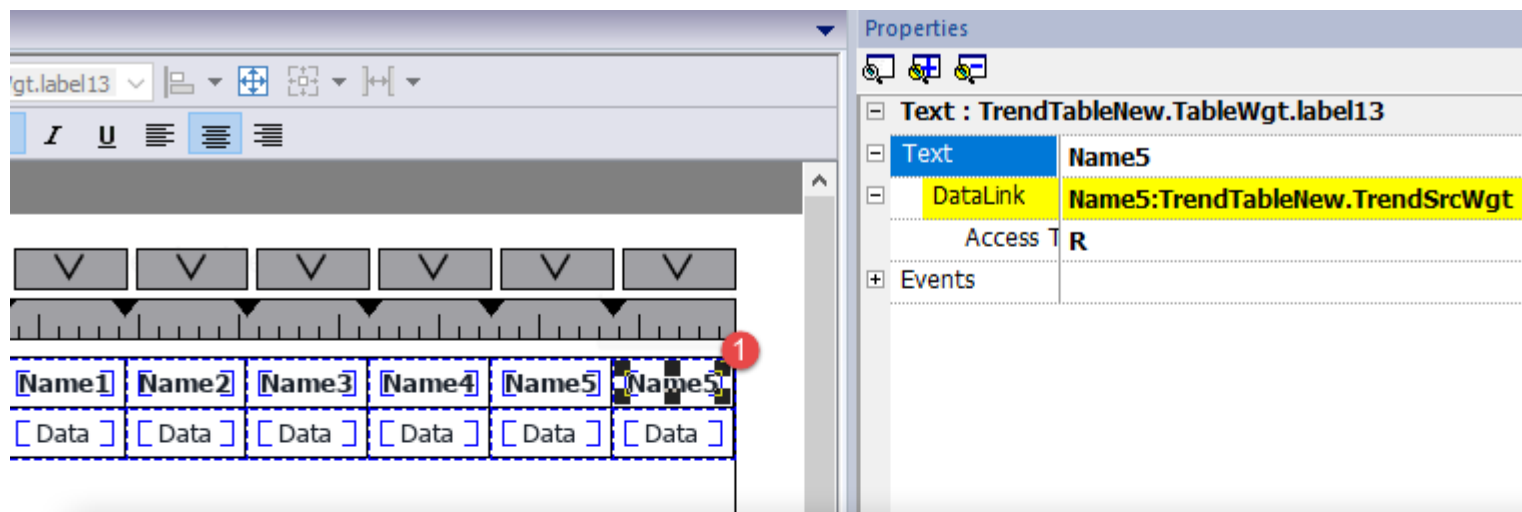 Properties
/gt.label13
I U
Text : TrendTableNew.TableWgt.label13
Text Name5
DataLink Name5:TrendTableNew.TrendSrcWgt
Access T R
Events
1
Name1 Name2 Name3 Name4 Name5 Name5
Data Data Data Data Data Data